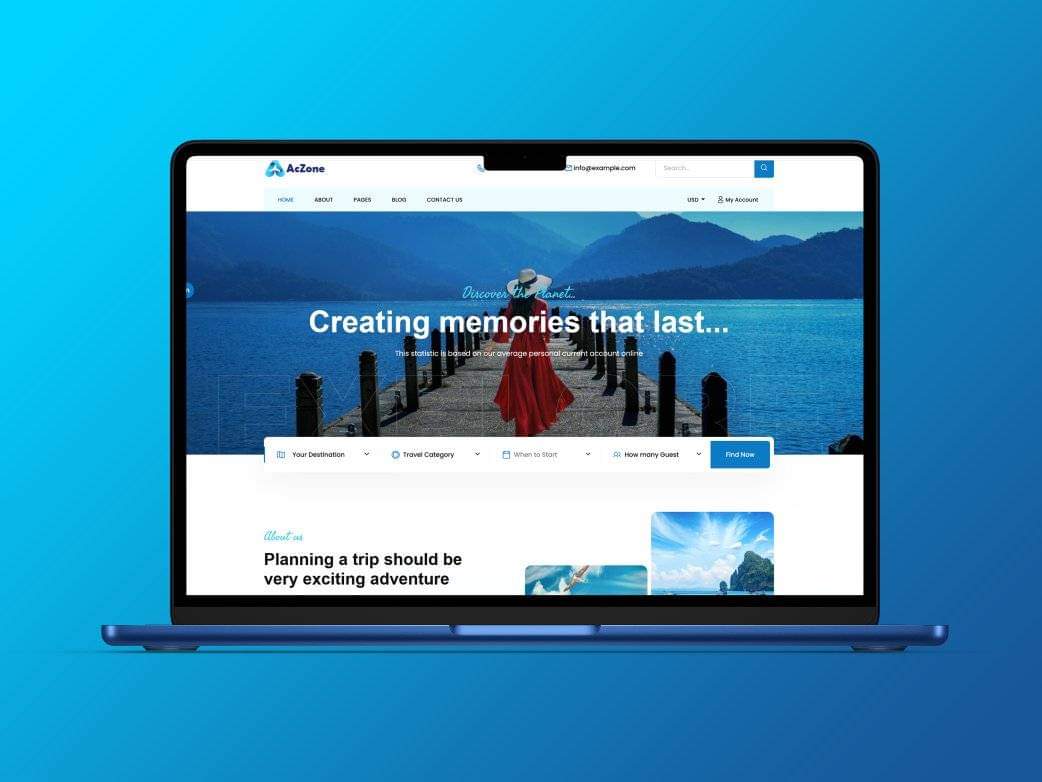 AcZone
info@example.com
Search...
HOME ABOUT PAGES BLOG CONTACT US
USD My Account
Discover the Planet...
Creating memories that last...
This statistic is based on our average personal current account online
Your Destination Travel Category When to Start How many Guest Find Now
About us
Planning a trip should be
very exciting adventure